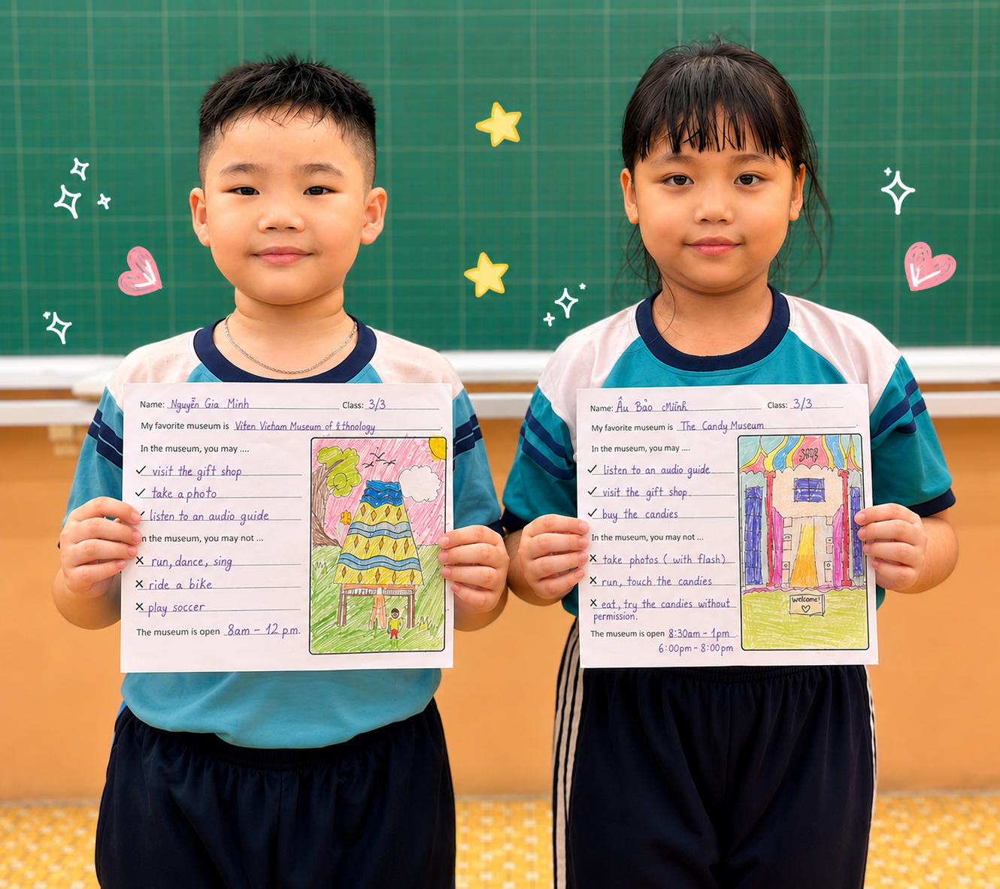 Name: Nguyễn Gia Minh Class: 3/3
My favorite museum is Viten Victham Museum of Ethnology.
In the museum, you may ....
✓ visit the gift shop
✓ take a photo
✓ listen to an audio guide
In the museum, you may not ...
X run, dance, sing
X ride a bike
X play soccer
The museum is open 8am - 12 p.m.
Name: Âu Bảo Class: 3/3
My favorite museum is The Candy Museum.
In the museum, you may ....
✓ listen to an audio guide
✓ visit the gift shop.
✓ buy the candies
In the museum, you may not ...
X take photos ( with flash)
X run, touch the candies
X eat, try the candies without
permission.
The museum is open 8:30am - 1pm
6:00pm - 8:00pm
welcome!